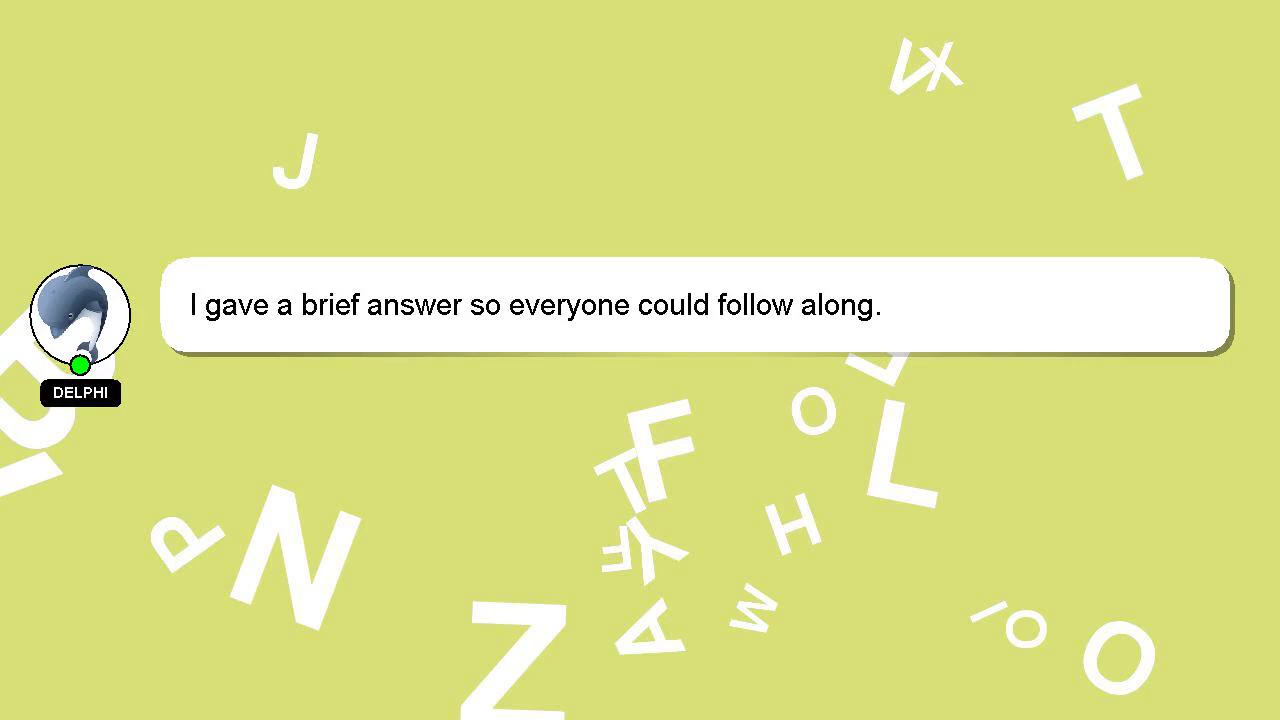 I gave a brief answer so everyone could follow along.
DELPHI
V
X
T
J
L
O
F
L
T
P
N
H
F
Y
Z
A
M
I
O
O